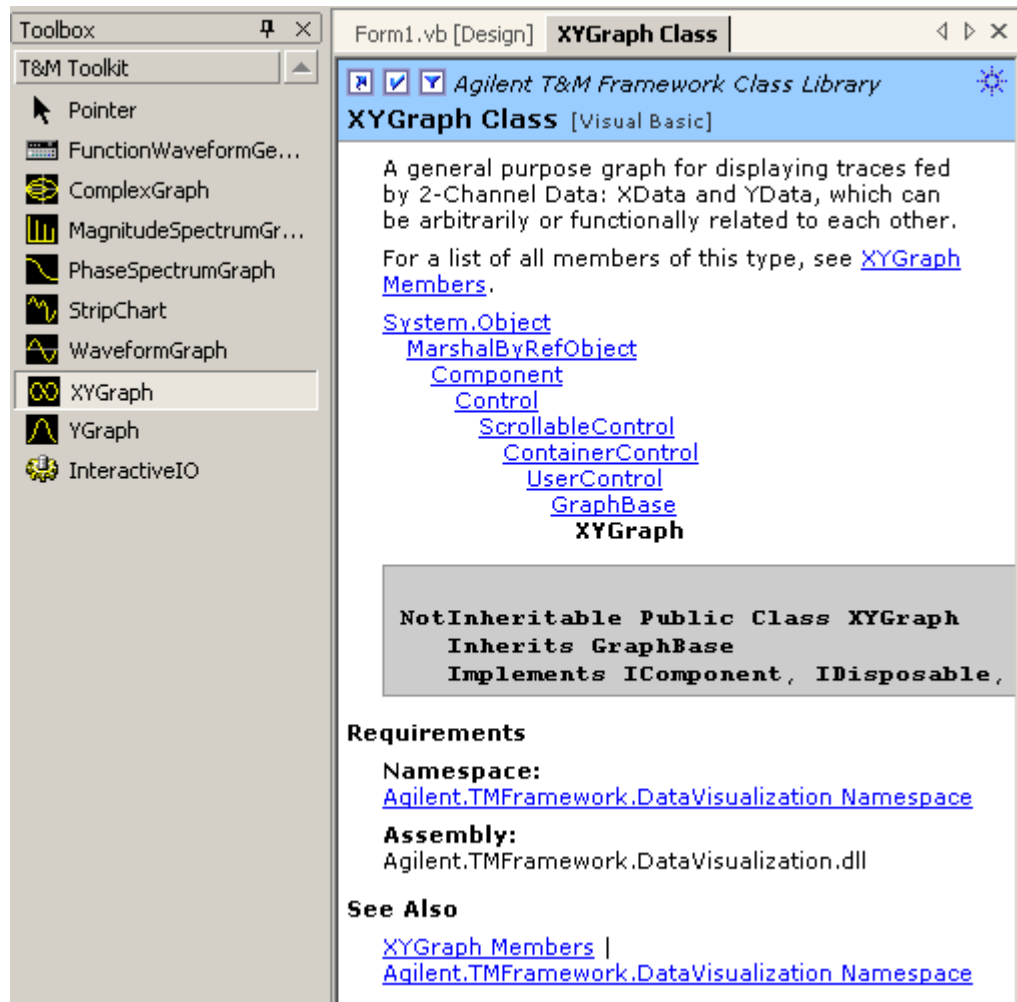 Toolbox
T&M Toolkit
Pointer
FunctionWaveformGe...
ComplexGraph
MagnitudeSpectrumGr...
PhaseSpectrumGraph
StripChart
WaveformGraph
XYGraph
YGraph
InteractiveIO
Form1.vb [Design] XYGraph Class
Agilent T&M Framework Class Library
XYGraph Class [Visual Basic]
A general purpose graph for displaying traces fed
by 2-Channel Data: XData and YData, which can
be arbitrarily or functionally related to each other.
For a list of all members of this type, see XYGraph
Members.
System.Object
MarshalByRefObject
Component
Control
ScrollableControl
ContainerControl
UserControl
GraphBase
XYGraph
NotInheritable Public Class XYGraph
Inherits GraphBase
Implements IComponent, IDisposable,
Requirements
Namespace:
Agilent.TMFramework.DataVisualization Namespace
Assembly:
Agilent.TMFramework.DataVisualization.dll
See Also
XYGraph Members |
Agilent.TMFramework.DataVisualization Namespace